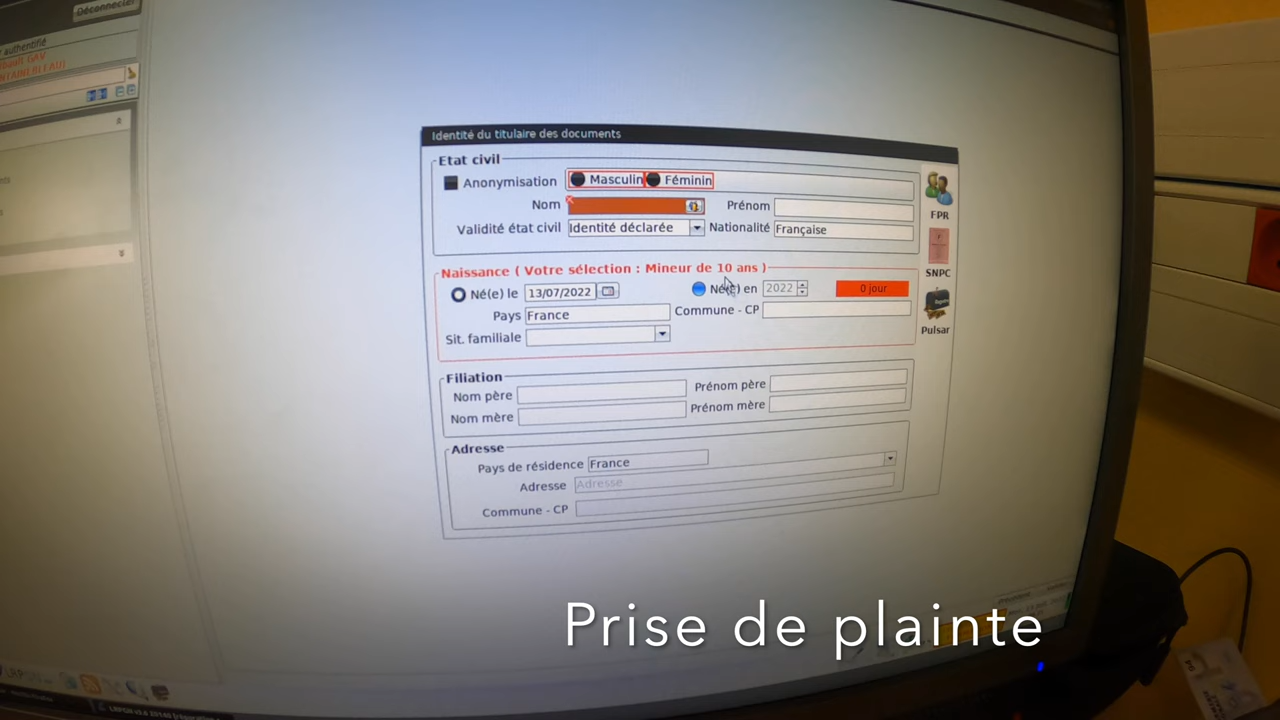 Déconnecter
authentifié
GAV
Identité du titulaire des documents
Etat civil
Anonymisation Masculin Féminin
Nom Prénom
Validité état civil Identité déclarée Nationalité Française
FPR
Naissance ( Votre sélection : Mineur de 10 ans )
SNPC
Né(e) le 13/07/2022 Né(e) en 2022 0 jour
Pays France Commune - CP
Sit. familiale
Pulsar
Filiation
Nom père Prénom père
Nom mère Prénom mère
Adresse
Pays de résidence France
Adresse Adresse
Commune - CP
Prise de plainte